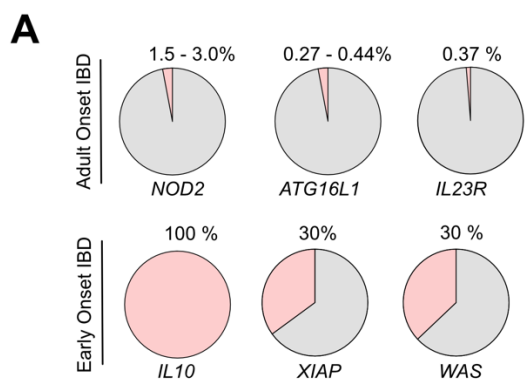 A
Adult Onset IBD
1.5 - 3.0%
0.27 - 0.44%
0.37 %
NOD2
ATG16L1
IL23R
Early Onset IBD
100 %
30%
30 %
IL10
XIAP
WAS